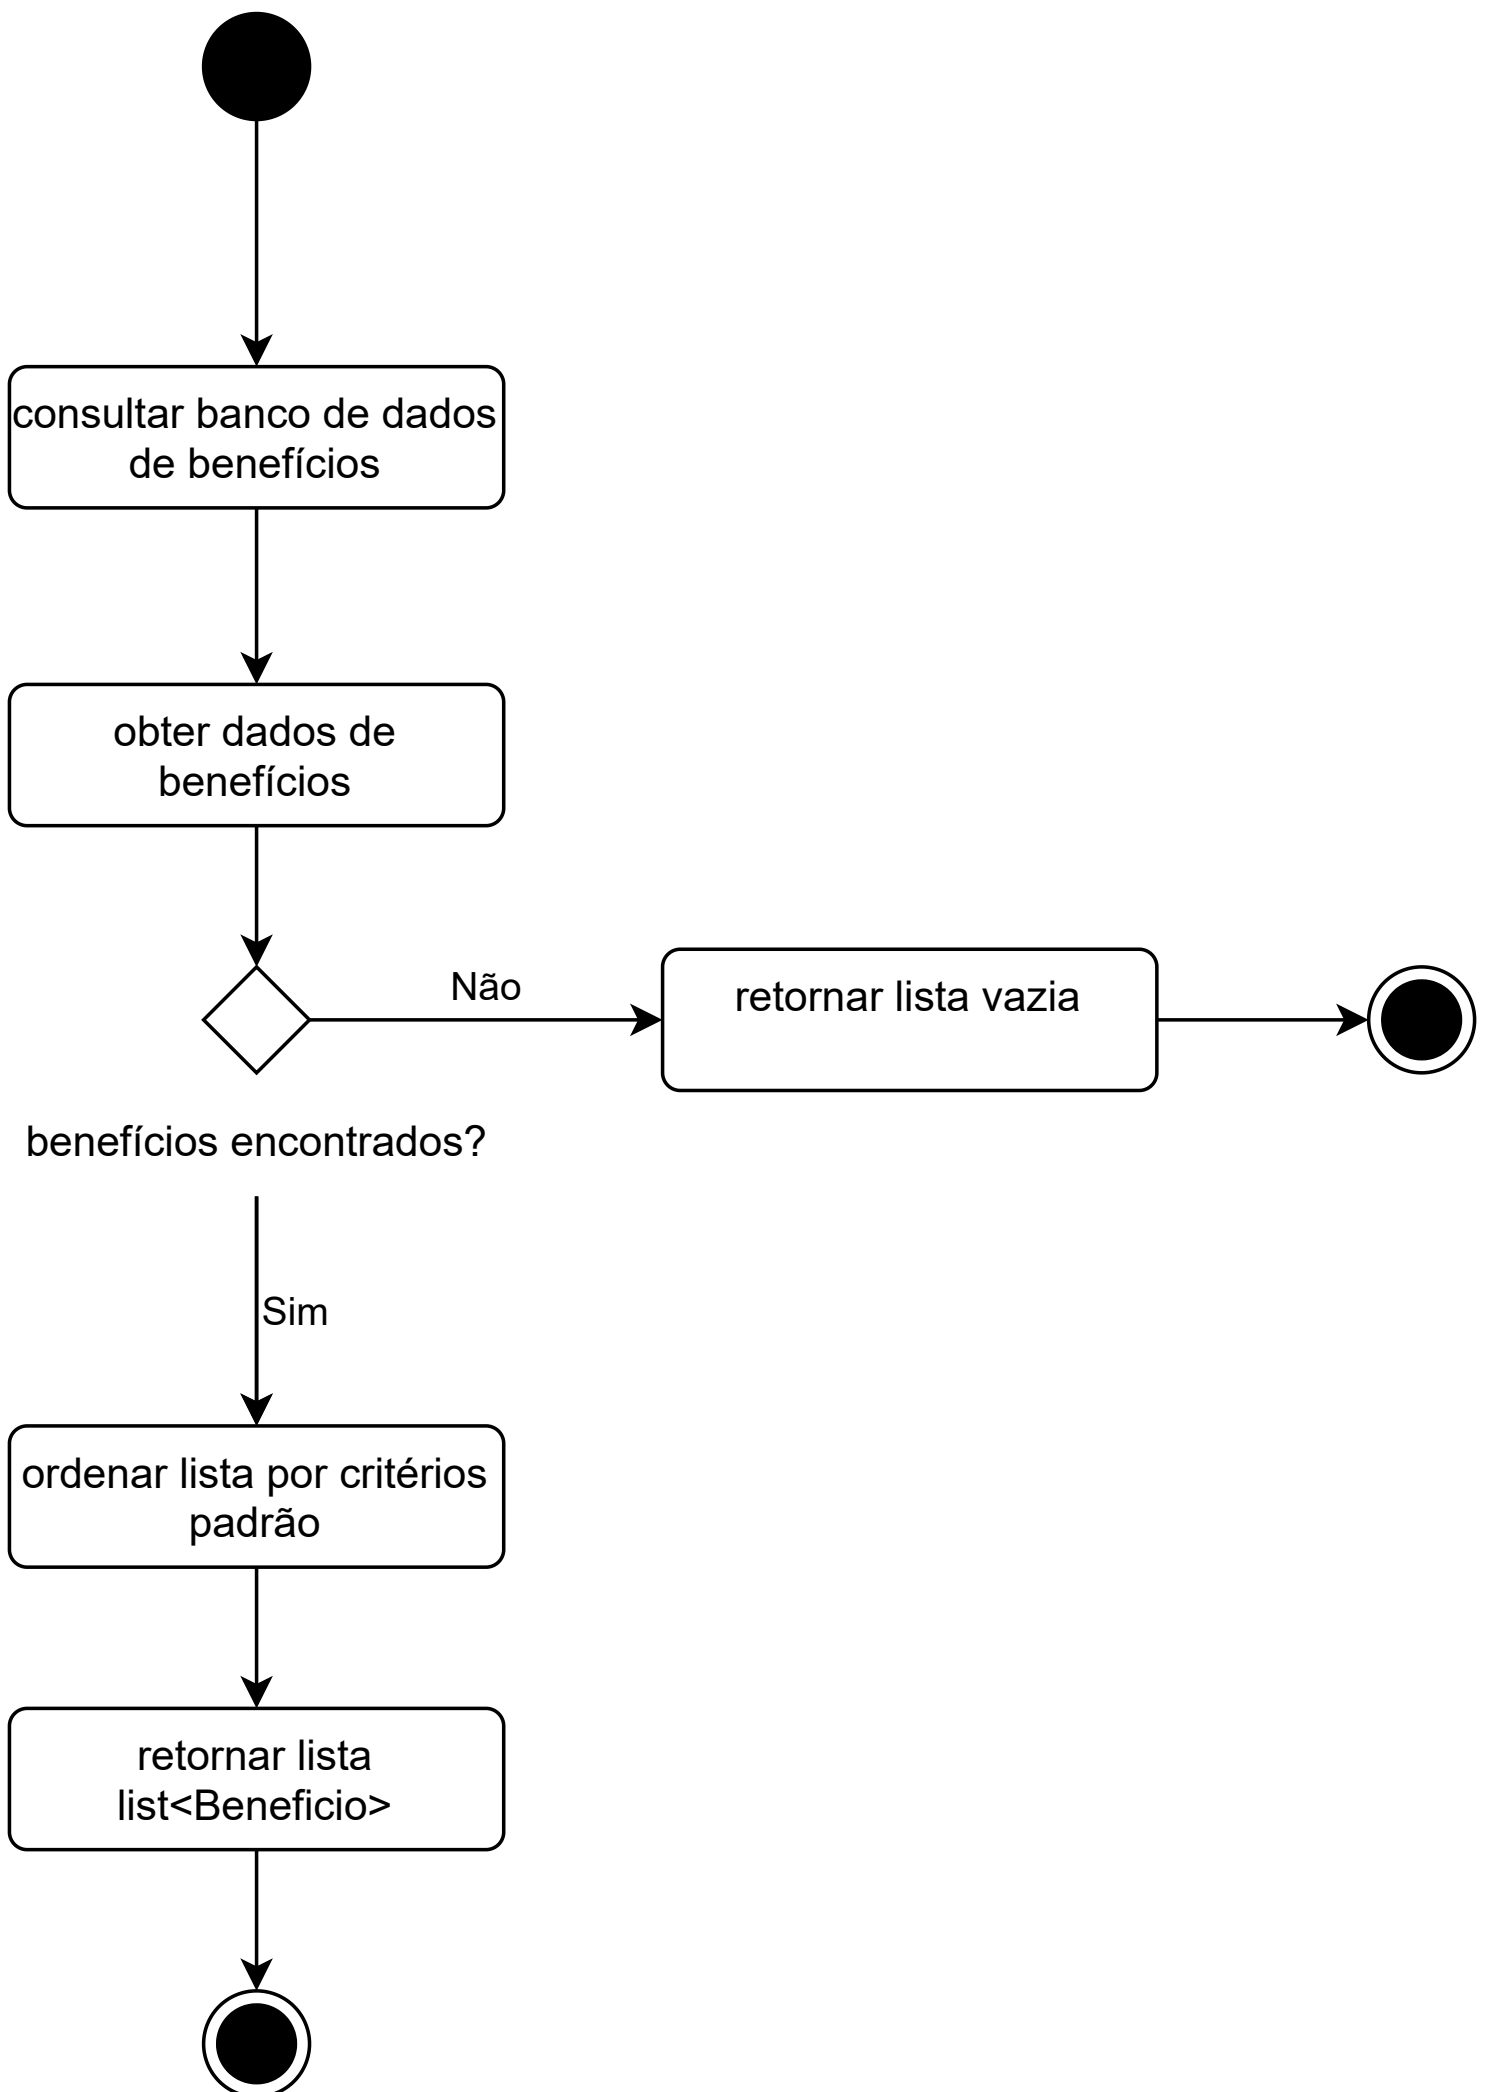 consultar banco de dados
de benefícios
obter dados de
benefícios
Não
retornar lista vazia
benefícios encontrados?
Sim
ordenar lista por critérios
padrão
retornar lista
list<Beneficio>